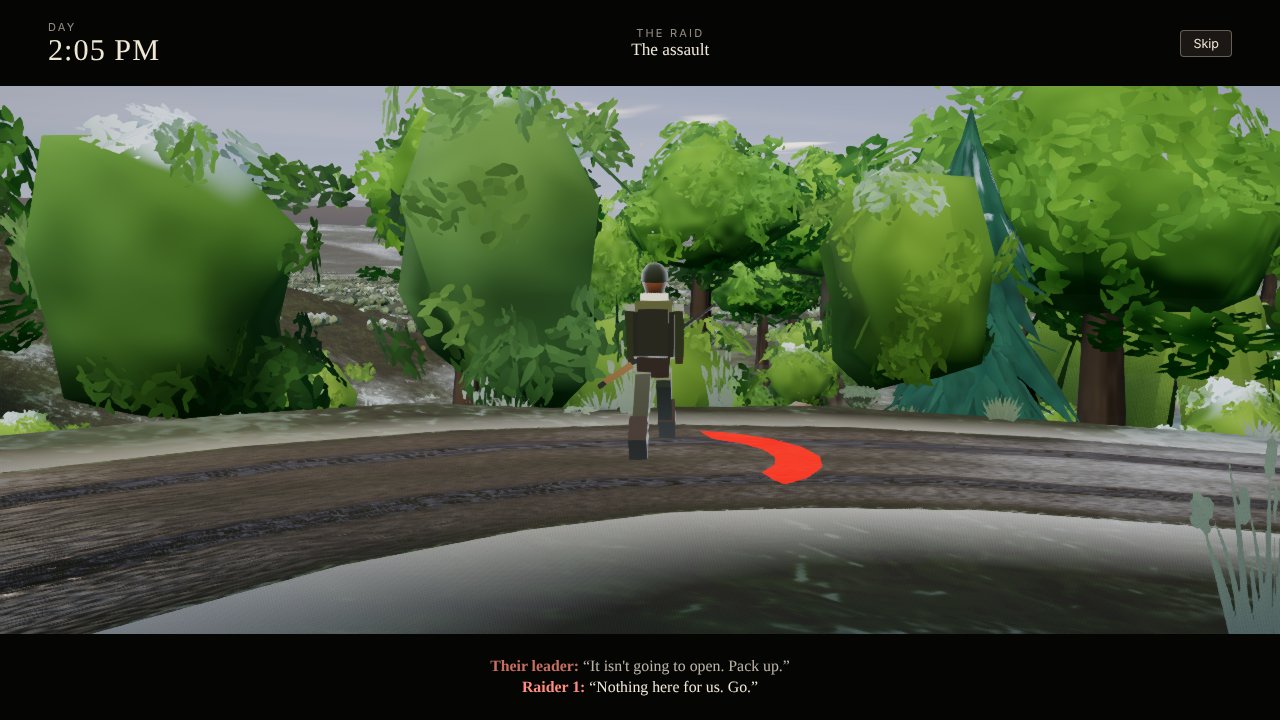 DAY
2:05 PM
THE RAID
The assault
Skip
Their leader: “It isn't going to open. Pack up.”
Raider 1: “Nothing here for us. Go.”